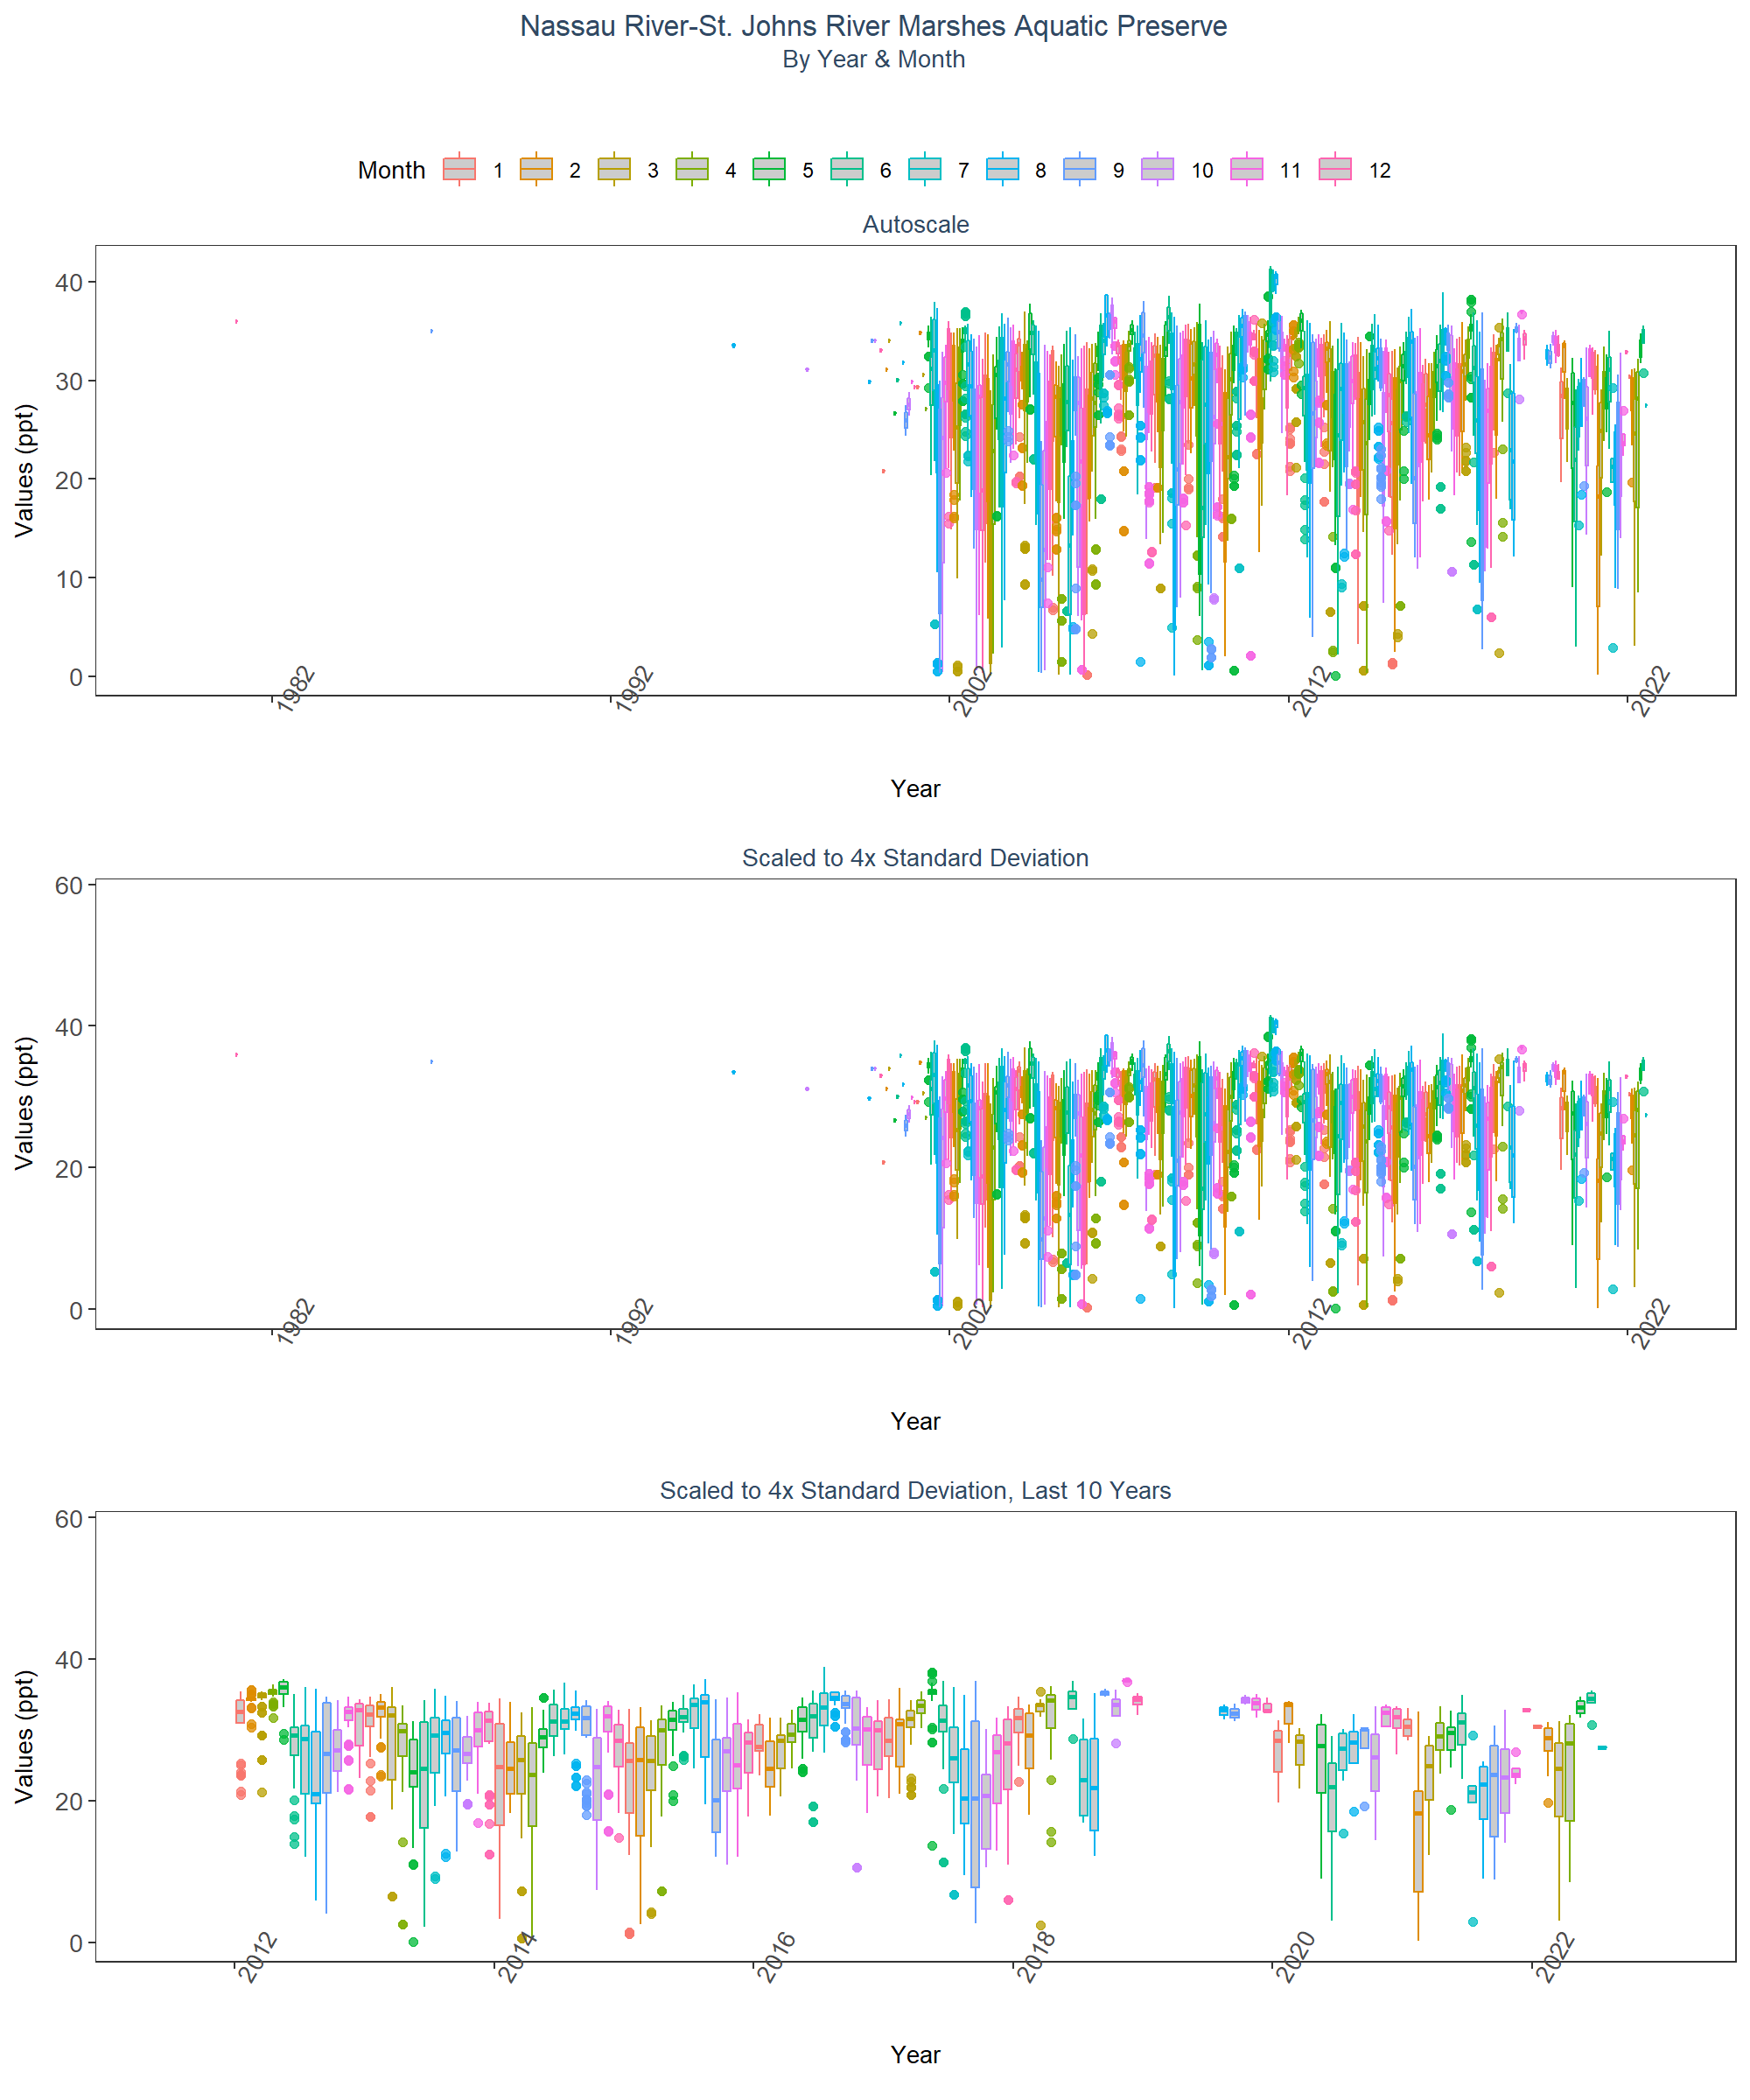 Nassau River-St. Johns River Marshes Aquatic Preserve
By Year & Month
Month 1 2 3 4 5 6 7 8 9 10 11 12
Autoscale
Values (ppt)
40
30
20
10
0
1982 1992 2002 2012 2022
Year
Scaled to 4x Standard Deviation
Values (ppt)
60
40
20
0
1982 1992 2002 2012 2022
Year
Scaled to 4x Standard Deviation, Last 10 Years
Values (ppt)
60
40
20
0
2012 2014 2016 2018 2020 2022
Year